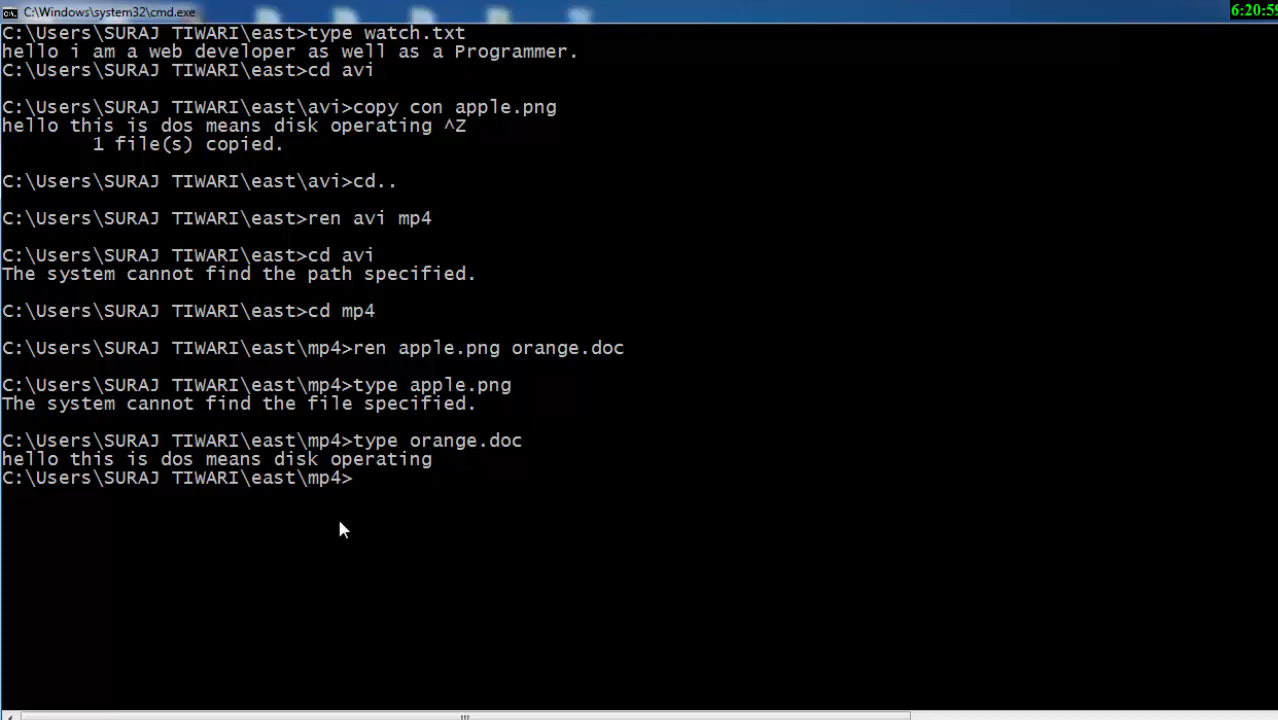 C:\Windows\system32\cmd.exe
6:20:59
C:\Users\SURAJ TIWARI\east>type watch.txt
hello i am a web developer as well as a Programmer.
C:\Users\SURAJ TIWARI\east>cd avi
C:\Users\SURAJ TIWARI\east\avi>copy con apple.png
hello this is dos means disk operating ^Z
1 file(s) copied.
C:\Users\SURAJ TIWARI\east\avi>cd..
C:\Users\SURAJ TIWARI\east>ren avi mp4
C:\Users\SURAJ TIWARI\east>cd avi
The system cannot find the path specified.
C:\Users\SURAJ TIWARI\east>cd mp4
C:\Users\SURAJ TIWARI\east\mp4>ren apple.png orange.doc
C:\Users\SURAJ TIWARI\east\mp4>type apple.png
The system cannot find the file specified.
C:\Users\SURAJ TIWARI\east\mp4>type orange.doc
hello this is dos means disk operating
C:\Users\SURAJ TIWARI\east\mp4>